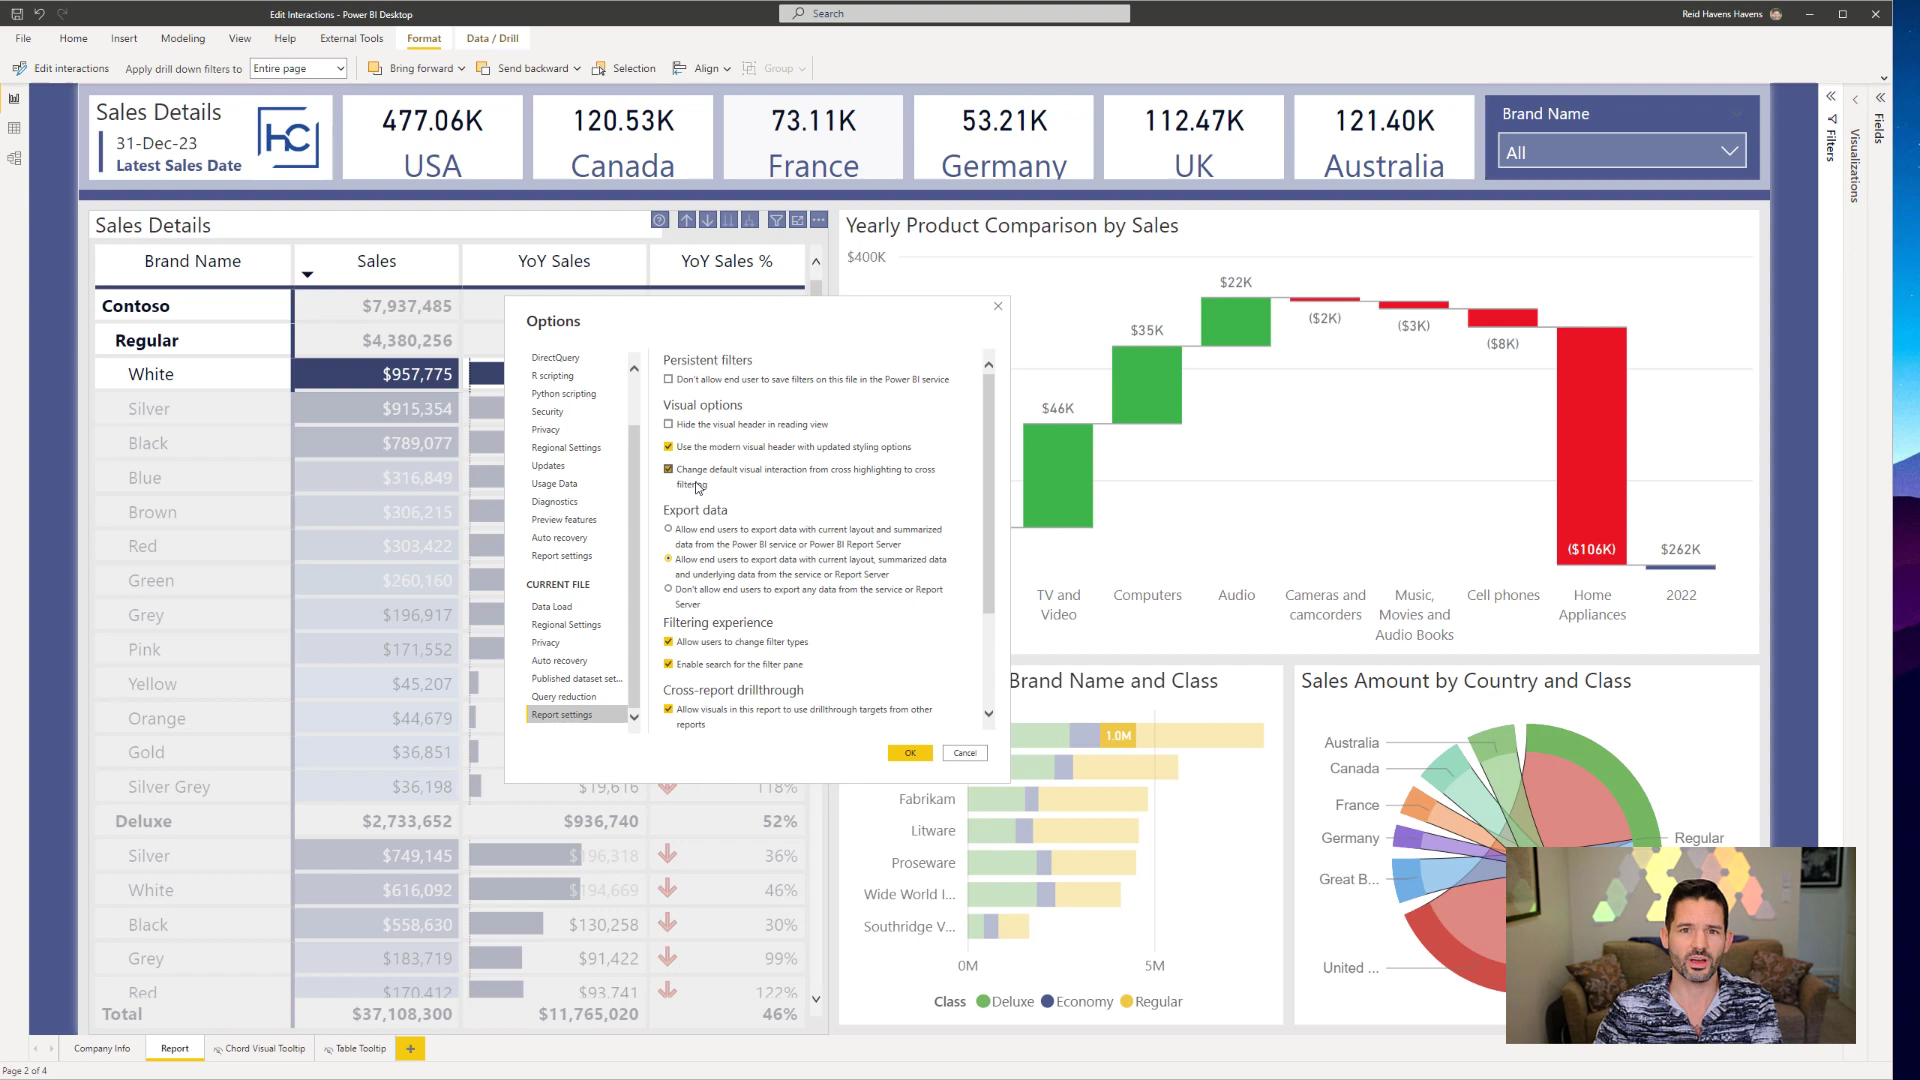 Edit Interactions - Power BI Desktop
Search
Reid Havens Havens
File Home Insert Modeling View Help External Tools Format Data / Drill
Edit interactions Apply drill down filters to Entire page Bring forward Send backward Selection Align Group
Sales Details
31-Dec-23
Latest Sales Date
HC
477.06K
USA
120.53K
Canada
73.11K
France
53.21K
Germany
112.47K
UK
121.40K
Australia
Brand Name
All
Filters
Visualizations
Fields
Sales Details
Brand Name Sales YoY Sales YoY Sales %
Contoso $7,937,485
Regular $4,380,256
White $957,775
Silver $915,354
Black $789,077
Blue $316,849
Brown $306,215
Red $303,422
Green $260,160
Grey $196,917
Pink $171,552
Yellow $45,207
Orange $44,679
Gold $36,851
Silver Grey $36,198 $19,616 118%
Deluxe $2,733,652 $936,740 52%
Silver $749,145 $196,318 36%
White $616,092 $194,669 46%
Black $558,630 $130,258 30%
Grey $183,719 $91,422 99%
Red $170,412 $93,741 122%
Total $37,108,300 $11,765,020 46%
Options
DirectQuery
R scripting
Python scripting
Security
Privacy
Regional Settings
Updates
Usage Data
Diagnostics
Preview features
Auto recovery
Report settings
CURRENT FILE
Data Load
Regional Settings
Privacy
Auto recovery
Published dataset set...
Query reduction
Report settings
Persistent filters
Don't allow end user to save filters on this file in the Power BI service
Visual options
Hide the visual header in reading view
Use the modern visual header with updated styling options
Change default visual interaction from cross highlighting to cross
filtering
Export data
Allow end users to export data with current layout and summarized
data from the Power BI service or Power BI Report Server
Allow end users to export data with current layout, summarized data
and underlying data from the service or Report Server
Don't allow end users to export any data from the service or Report
Server
Filtering experience
Allow users to change filter types
Enable search for the filter pane
Cross-report drillthrough
Allow visuals in this report to use drillthrough targets from other
reports
OK Cancel
Yearly Product Comparison by Sales
$400K
$46K
$35K
$22K
($2K)
($3K)
($8K)
($106K)
$262K
TV and
Video
Computers
Audio
Cameras and
camcorders
Music,
Movies and
Audio Books
Cell phones
Home
Appliances
2022
Brand Name and Class
1.0M
Fabrikam
Litware
Proseware
Wide World I...
Southridge V...
0M 5M
Class Deluxe Economy Regular
Sales Amount by Country and Class
Australia
Canada
France
Germany
Great B...
United ...
Regular
Company Info Report Chord Visual Tooltip Table Tooltip +
Page 2 of 4